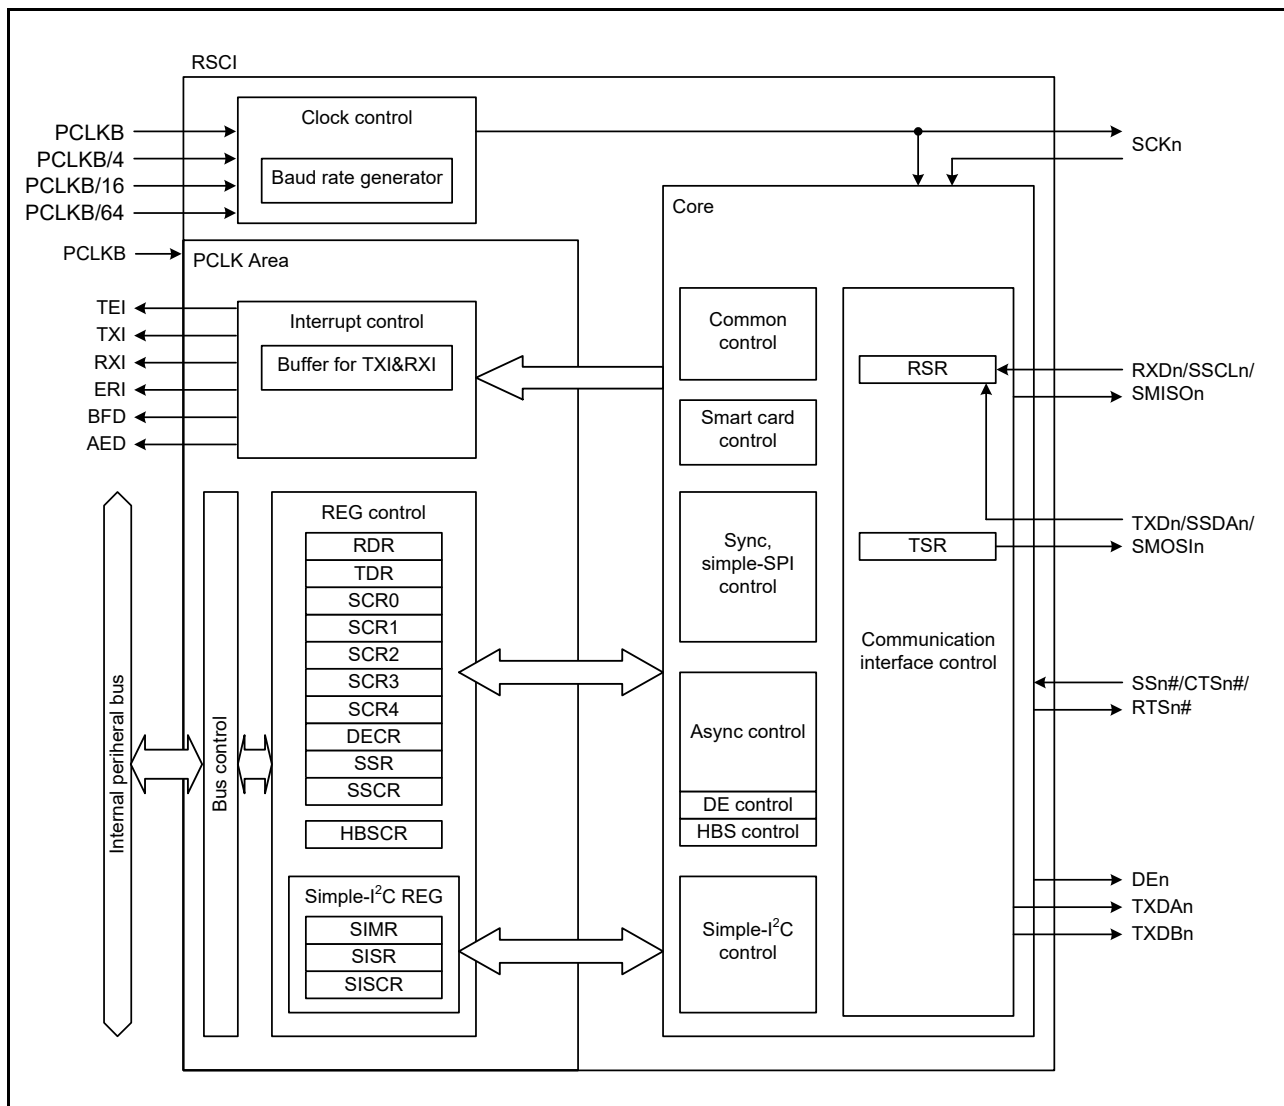 RSCI
Clock control
Baud rate generator
PCLKB
PCLKB/4
PCLKB/16
PCLKB/64
PCLKB
SCKn
PCLK Area
TEI
TXI
RXI
ERI
BFD
AED
Interrupt control
Buffer for TXI&RXI
Internal periheral bus
Bus control
REG control
RDR
TDR
SCR0
SCR1
SCR2
SCR3
SCR4
DECR
SSR
SSCR
HBSCR
Simple-I²C REG
SIMR
SISR
SISCR
Core
Common
control
Smart card
control
Sync,
simple-SPI
control
Async control
DE control
HBS control
Simple-I²C
control
RSR
TSR
Communication
interface control
RXDn/SSCLn/
SMISOn
TXDn/SSDAn/
SMOSIn
SSn#/CTSn#/
RTSn#
DEn
TXDAn
TXDBn